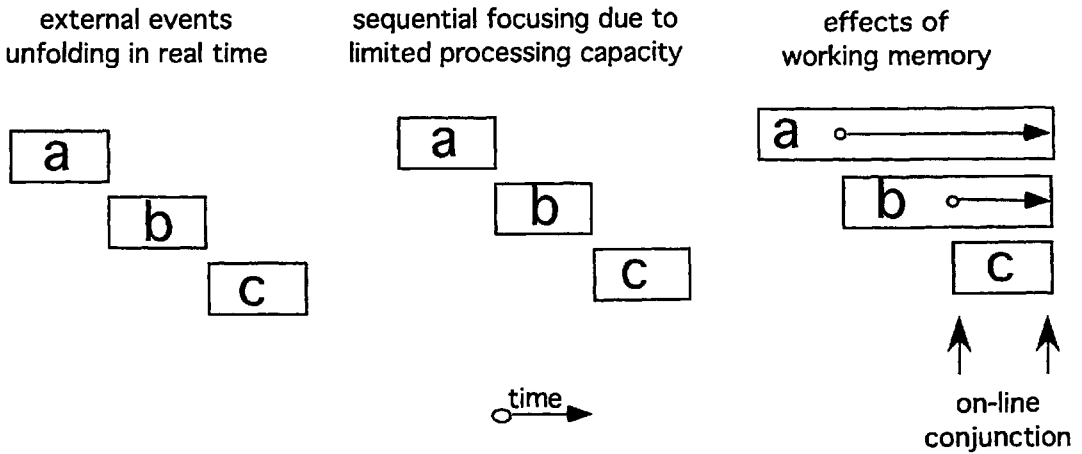 external events
unfolding in real time
sequential focusing due to
limited processing capacity
effects of
working memory
a
b
c
a
b
c
a
b
c
time
on-line
conjunction